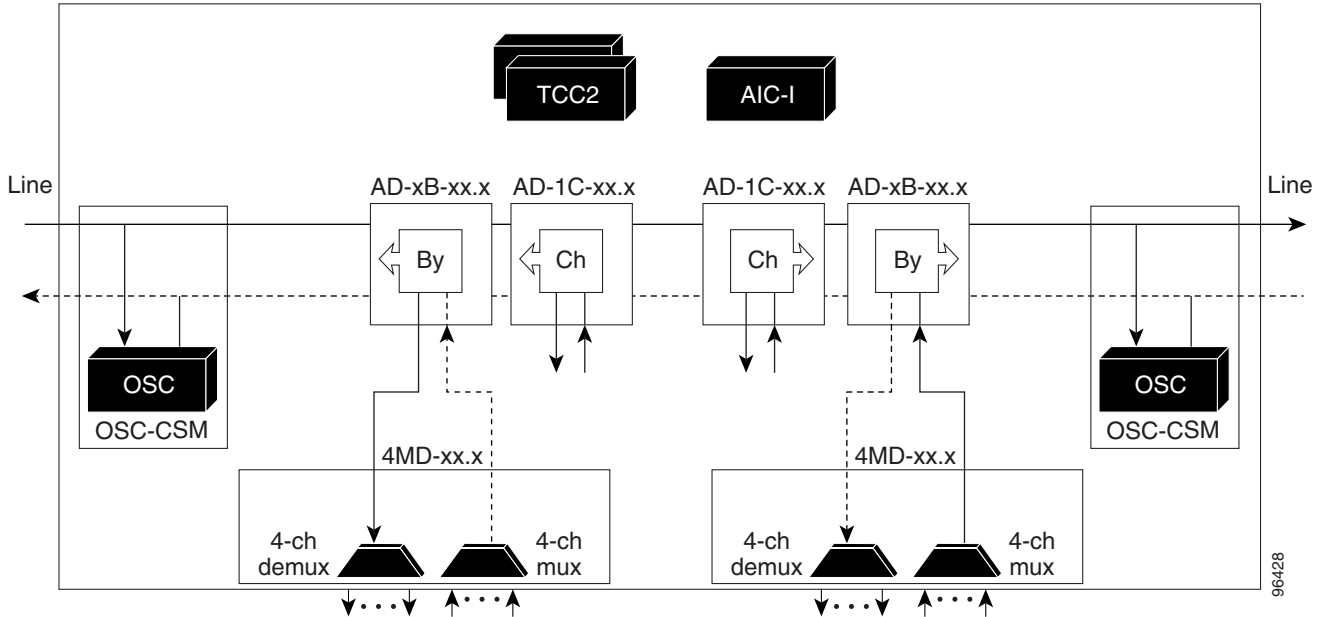 TCC2
AIC-I
Line
AD-xB-xx.x
AD-1C-xx.x
AD-1C-xx.x
AD-xB-xx.x
Line
By
Ch
Ch
By
OSC
OSC-CSM
OSC
OSC-CSM
4MD-xx.x
4MD-xx.x
4-ch
demux
4-ch
mux
4-ch
demux
4-ch
mux
96428